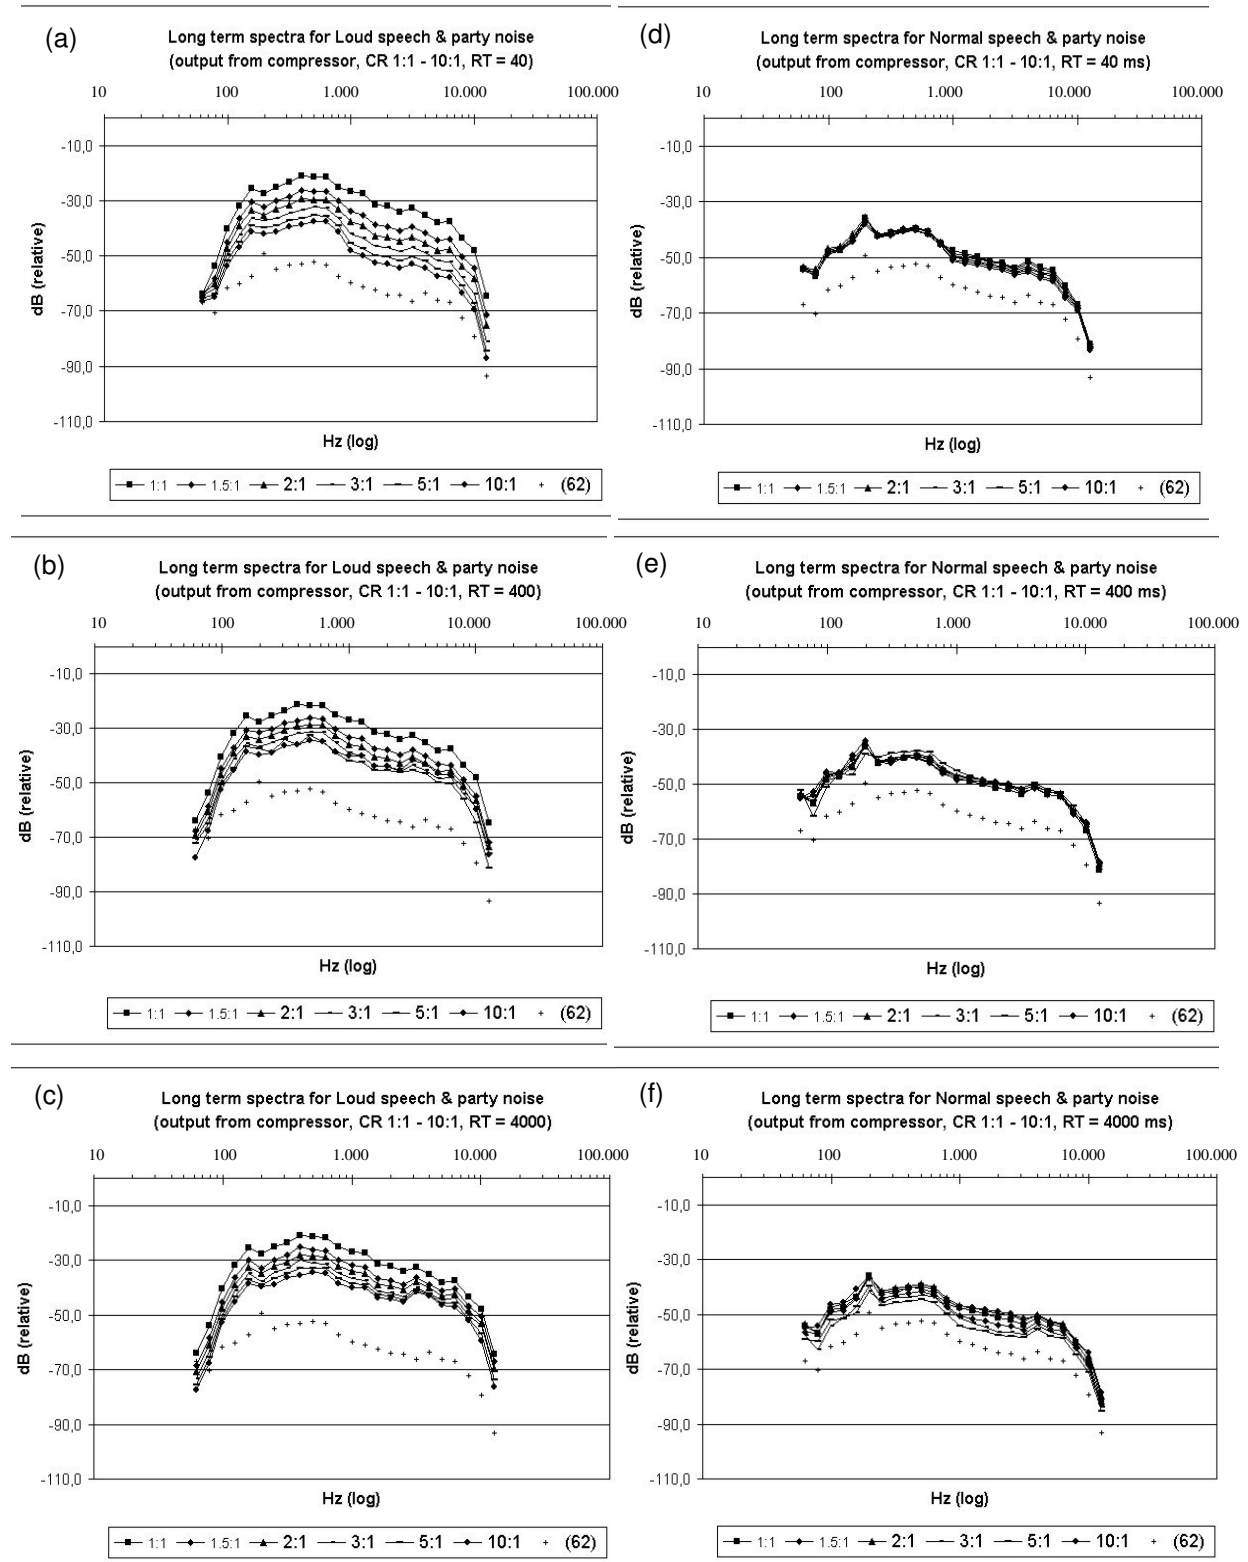 (a)
Long term spectra for Loud speech & party noise
(output from compressor, CR 1:1 - 10:1, RT = 40)
10 100 1.000 10.000 100.000
-10,0
-30,0
-50,0
-70,0
-90,0
-110,0
dB (relative)
Hz (log)
1:1 1.5:1 2:1 3:1 5:1 10:1 (62)
(d)
Long term spectra for Normal speech & party noise
(output from compressor, CR 1:1 - 10:1, RT = 40 ms)
10 100 1.000 10.000 100.000
-10,0
-30,0
-50,0
-70,0
-90,0
-110,0
dB (relative)
Hz (log)
1:1 1.5:1 2:1 3:1 5:1 10:1 (62)
(b)
Long term spectra for Loud speech & party noise
(output from compressor, CR 1:1 - 10:1, RT = 400)
10 100 1.000 10.000 100.000
-10,0
-30,0
-50,0
-70,0
-90,0
-110,0
dB (relative)
Hz (log)
1:1 1.5:1 2:1 3:1 5:1 10:1 (62)
(e)
Long term spectra for Normal speech & party noise
(output from compressor, CR 1:1 - 10:1, RT = 400 ms)
10 100 1.000 10.000 100.000
-10,0
-30,0
-50,0
-70,0
-90,0
-110,0
dB (relative)
Hz (log)
1:1 1.5:1 2:1 3:1 5:1 10:1 (62)
(c)
Long term spectra for Loud speech & party noise
(output from compressor, CR 1:1 - 10:1, RT = 4000)
10 100 1.000 10.000 100.000
-10,0
-30,0
-50,0
-70,0
-90,0
-110,0
dB (relative)
Hz (log)
1:1 1.5:1 2:1 3:1 5:1 10:1 (62)
(f)
Long term spectra for Normal speech & party noise
(output from compressor, CR 1:1 - 10:1, RT = 4000 ms)
10 100 1.000 10.000 100.000
-10,0
-30,0
-50,0
-70,0
-90,0
-110,0
dB (relative)
Hz (log)
1:1 1.5:1 2:1 3:1 5:1 10:1 (62)